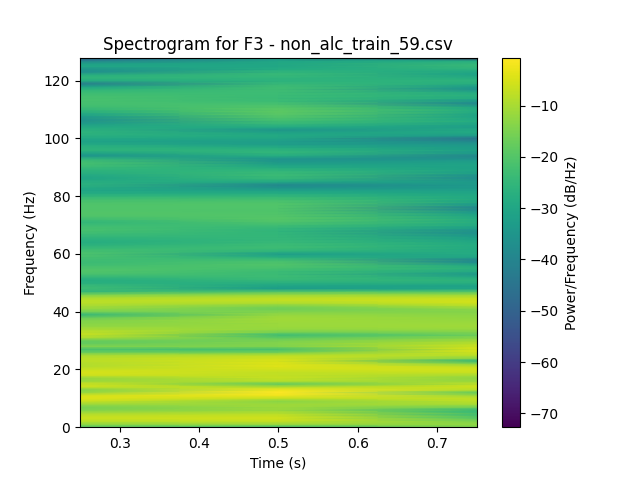 Spectrogram for F3 - non_alc_train_59.csv
120
100
80
60
40
20
0
Frequency (Hz)
0.3 0.4 0.5 0.6 0.7
Time (s)
−10
−20
−30
−40
−50
−60
−70
Power/Frequency (dB/Hz)